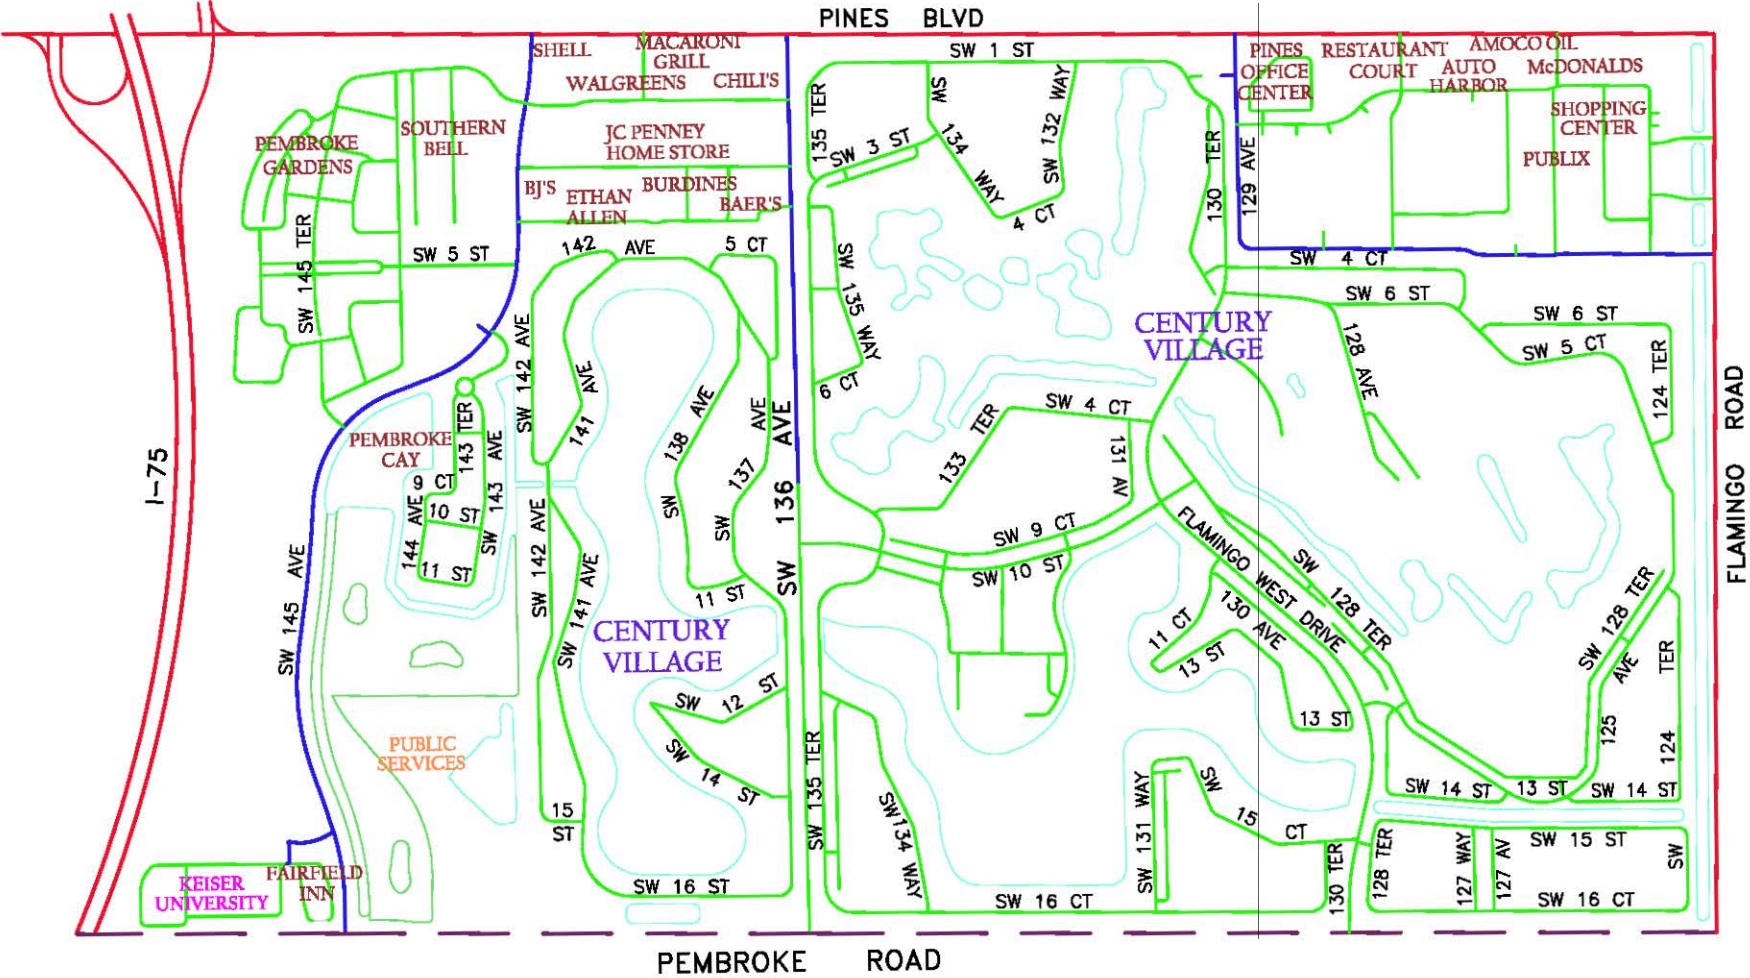 PINES BLVD
SHELL
MACARONI
GRILL
WALGREENS
CHILI'S
SW 1 ST
PINES
OFFICE
CENTER
RESTAURANT
COURT
AMOCO OIL
AUTO
HARBOR
McDONALDS
SHOPPING
CENTER
PUBLIX
PEMBROKE
GARDENS
SOUTHERN
BELL
JC PENNEY
HOME STORE
BJ'S
ETHAN
ALLEN
BURDINES
BAER'S
135 TER
SW 3 ST
SW 134 WAY
SW 132 WAY
4 CT
130 TER
129 AVE
SW 145 TER
SW 5 ST
142 AVE
5 CT
SW 135 WAY
6 CT
SW 4 CT
SW 6 ST
SW 6 ST
SW 5 CT
128 AVE
124 TER
CENTURY
VILLAGE
SW 142 AVE
141 AVE
SW 138 AVE
SW 137 AVE
SW 136 AVE
133 TER
SW 4 CT
131 AV
FLAMINGO ROAD
I-75
PEMBROKE
CAY
143 TER
SW 143 AVE
9 CT
10 ST
144 AVE
11 ST
SW 142 AVE
SW 141 AVE
11 ST
SW 9 CT
SW 10 ST
FLAMINGO WEST DRIVE
SW 128 TER
SW 128 TER
SW 145 AVE
CENTURY
VILLAGE
11 CT
130 AVE
13 ST
13 ST
125 AVE
124 TER
SW 12 ST
SW 14 ST
PUBLIC
SERVICES
15
ST
SW 135 TER
SW 134 WAY
SW 131 WAY
SW 15 CT
SW 14 ST
13 ST
SW 14 ST
130 TER
128 TER
127 WAY
127 AV
SW 15 ST
SW
SW 16 CT
SW 16 ST
SW 16 CT
KEISER
UNIVERSITY
FAIRFIELD
INN
PEMBROKE ROAD